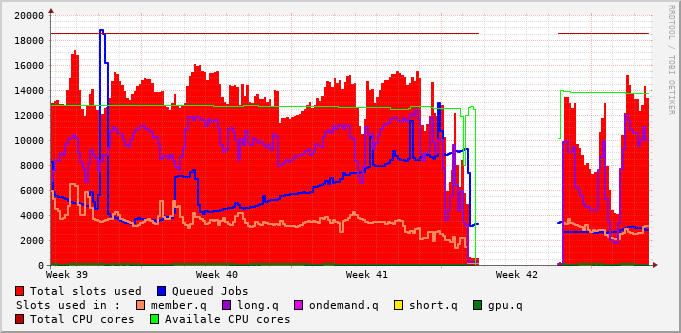 20000
18000
16000
14000
12000
10000
8000
6000
4000
2000
0
Week 39 Week 40 Week 41 Week 42
RRDTOOL / TOBI OETIKER
Total slots used Queued Jobs
Slots used in : member.q long.q ondemand.q short.q gpu.q
Total CPU cores Availale CPU cores